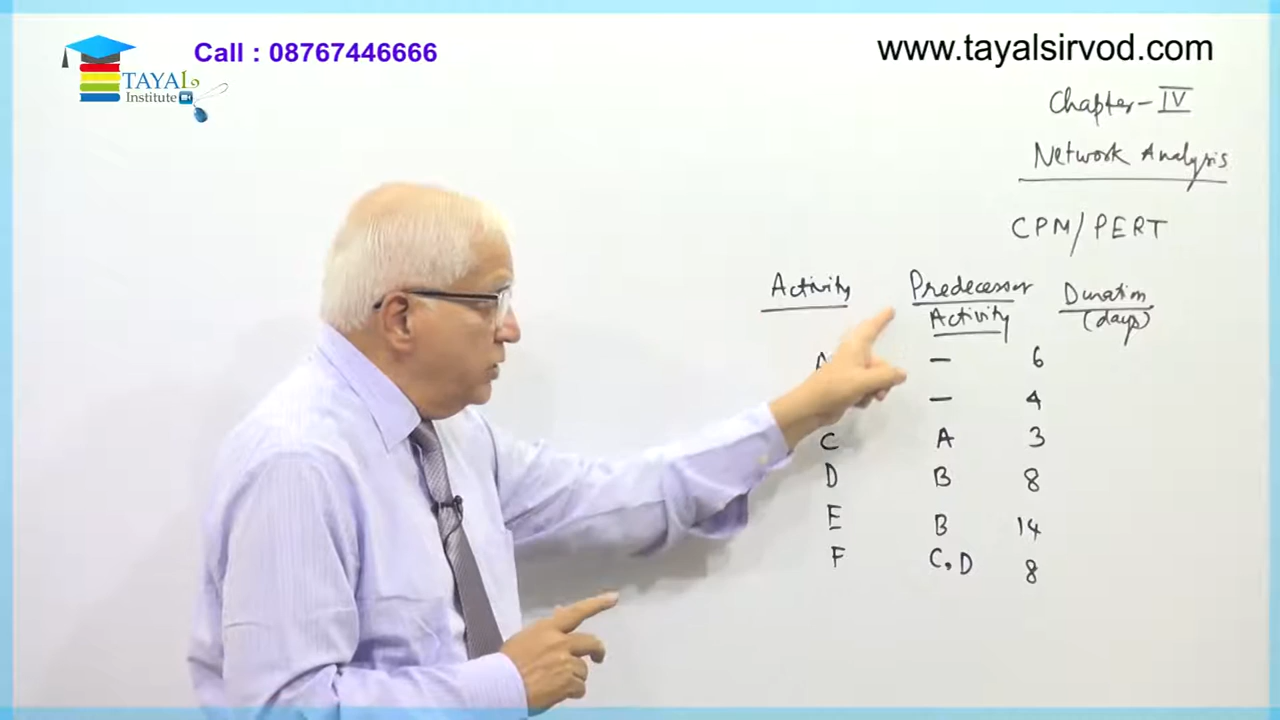 Call : 08767446666
www.tayalsirvod.com
TAYAL
Institute
Chapter-IV
Network Analysis
CPM/PERT
Activity Predecessor Activity Duration (days)
A — 6
— 4
C A 3
D B 8
E B 14
F C, D 8